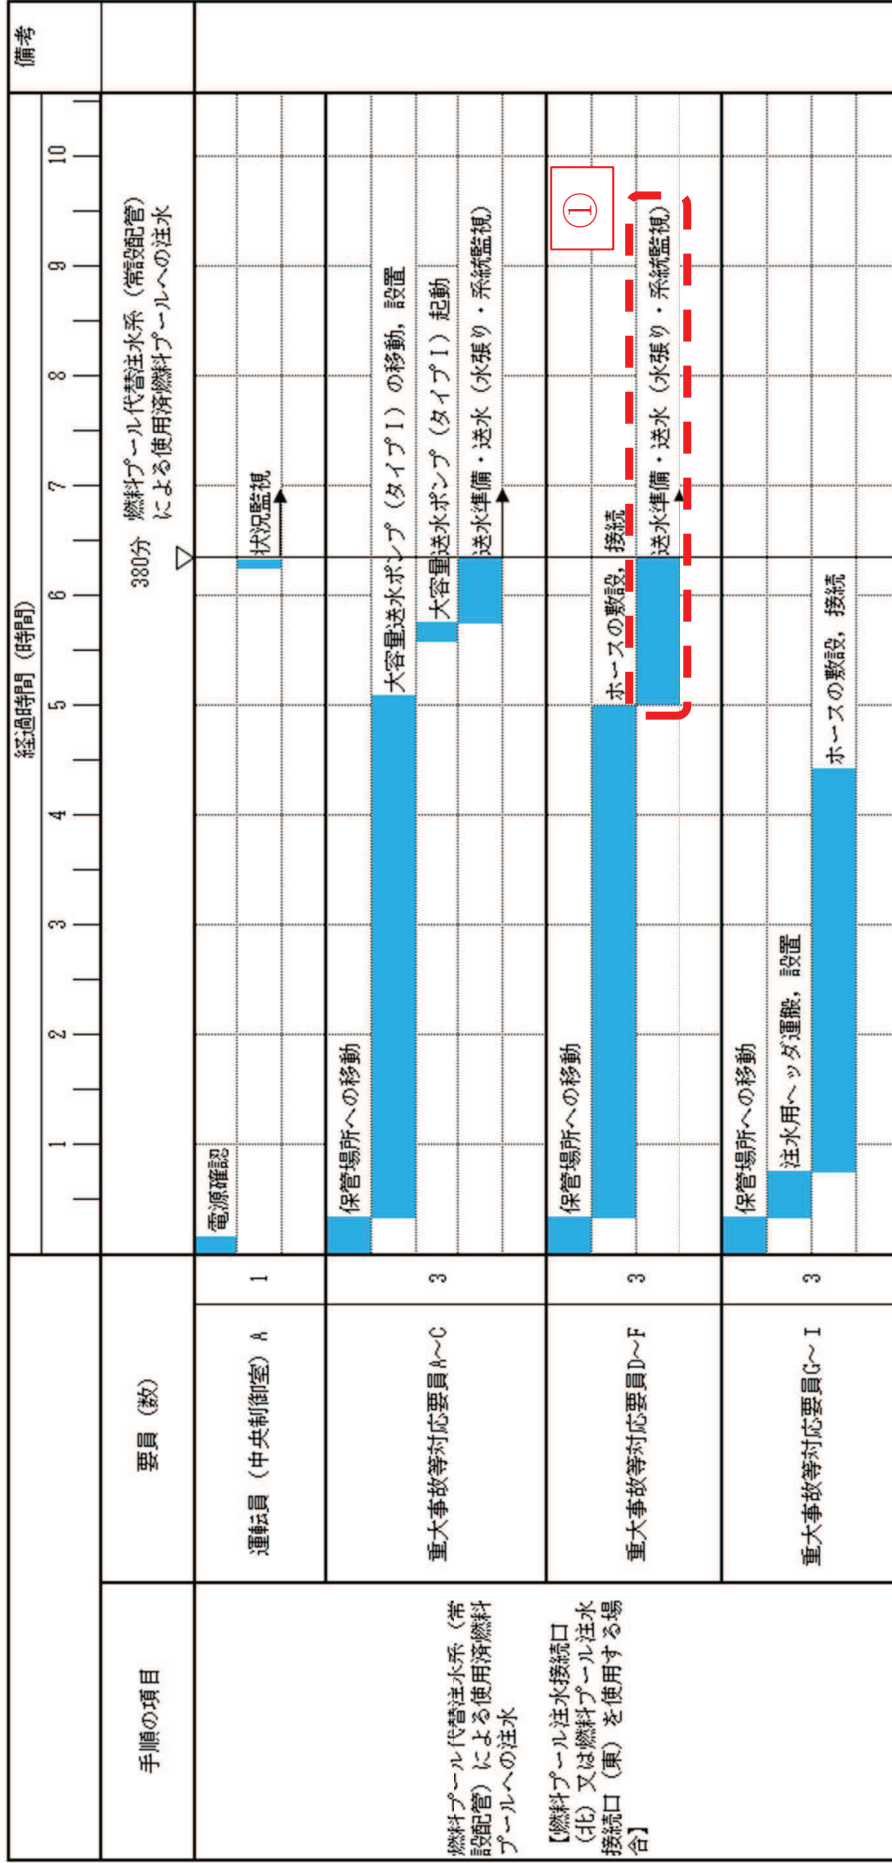 経過時間（時間）
備考
1 2 3 4 5 6 7 8 9 10
手順の項目
要員（数）
380分 燃料プール代替注水系（常設配管）
による使用済燃料プールへの注水
▽
燃料プール代替注水系（常
設配管）による使用済燃料
プールへの注水
【燃料プール注水接続口
（北）又は燃料プール注水
接続口（東）を使用する場
合】
運転員（中央制御室）A
1
電源確認
状況監視
重大事故等対応要員A～C
3
保管場所への移動
大容量送水ポンプ（タイプⅠ）の移動，設置
大容量送水ポンプ（タイプⅠ）起動
送水準備・送水（水張り・系統監視）
重大事故等対応要員D～F
3
保管場所への移動
ホースの敷設，接続
送水準備・送水（水張り・系統監視）
①
重大事故等対応要員G～I
3
保管場所への移動
注水用ヘッダ運搬，設置
ホースの敷設，接続